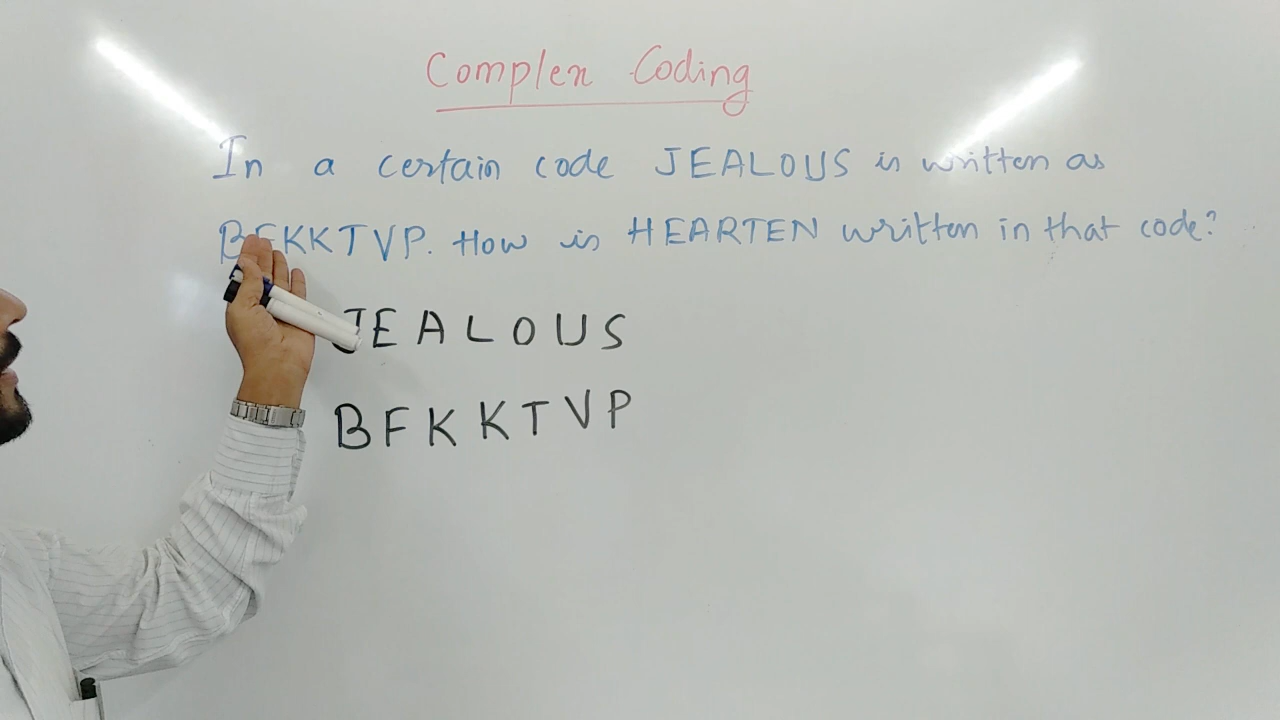 Complex Coding
In a certain code JEALOUS is written as
BFKKTVP. How is HEARTEN written in that code?
JEALOUS
BFKKTVP